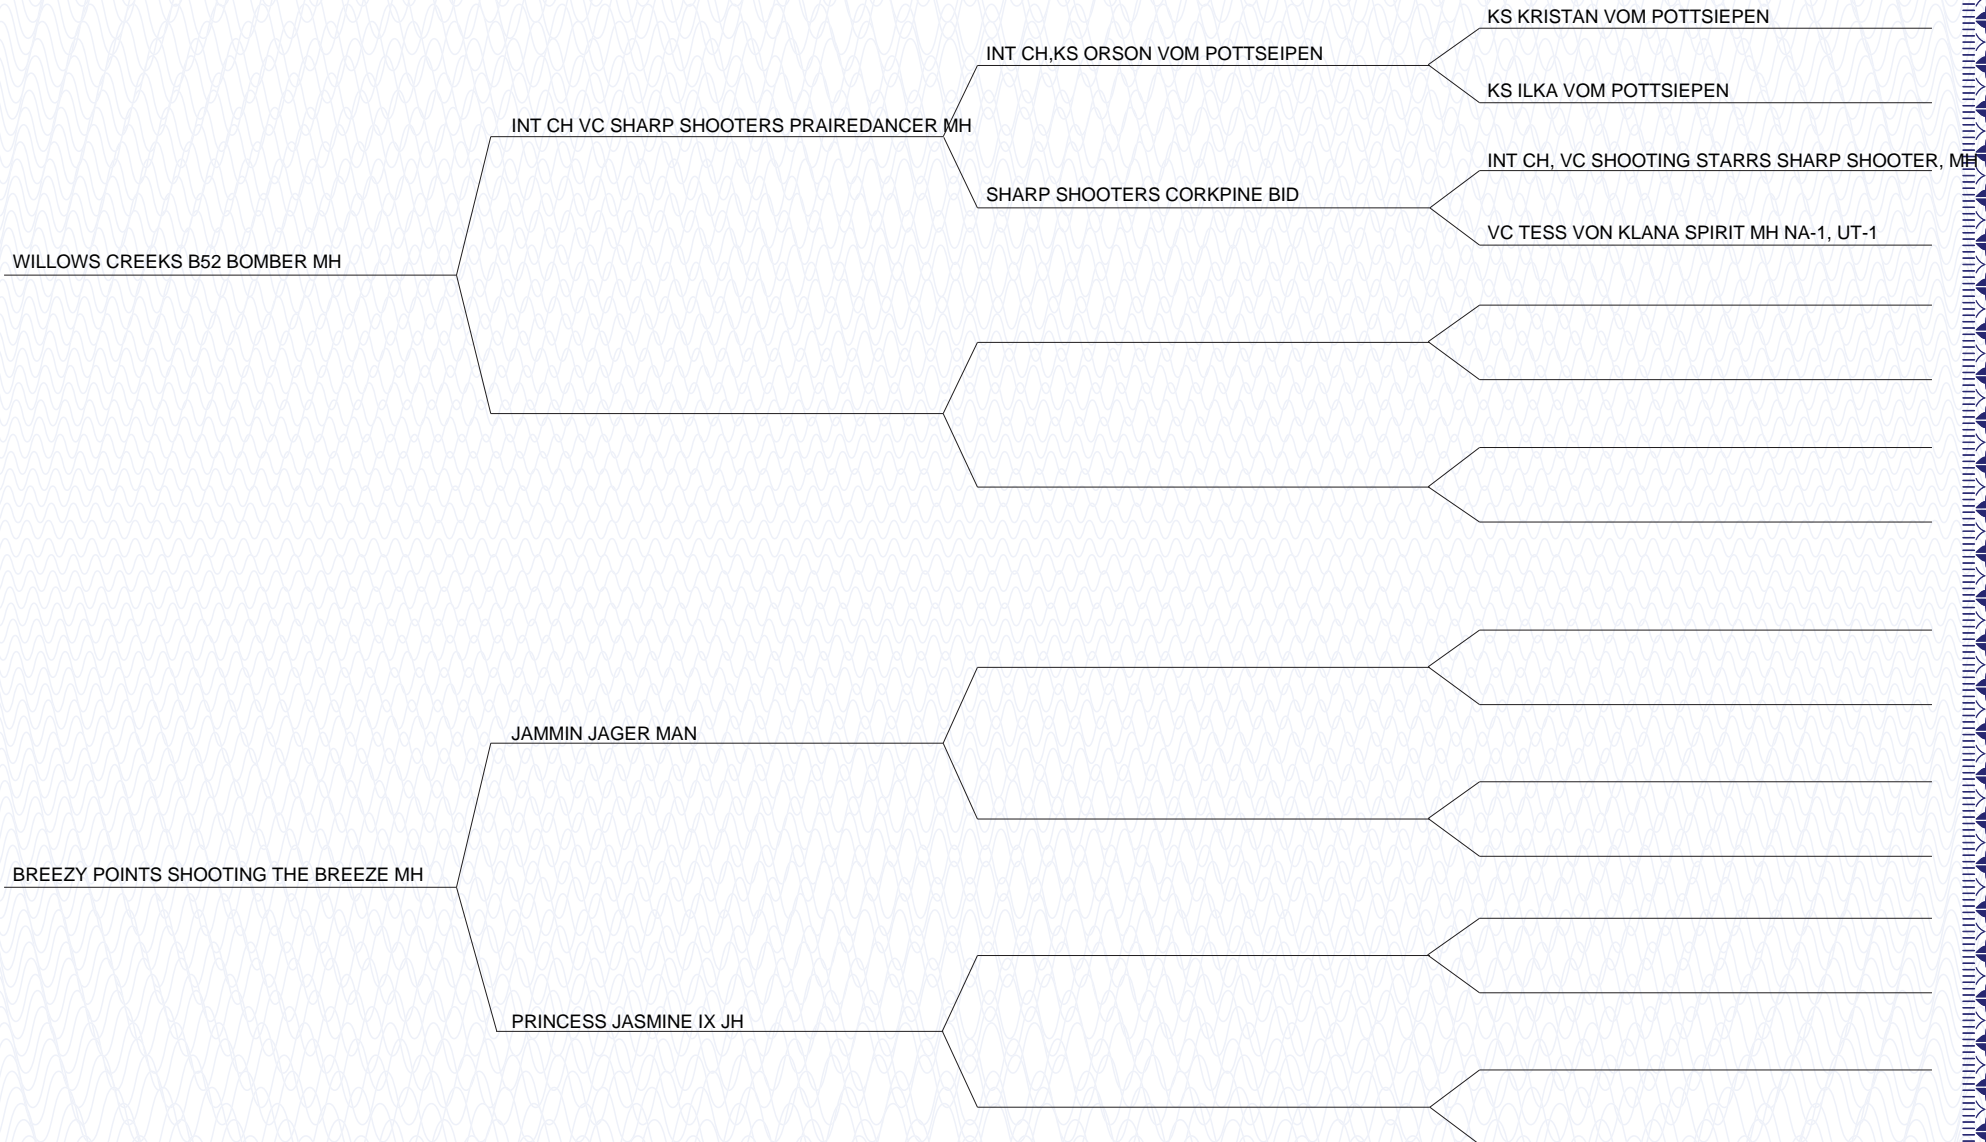 KS KRISTAN VOM POTTSIEPEN
INT CH,KS ORSON VOM POTTSEIPEN
KS ILKA VOM POTTSIEPEN
INT CH VC SHARP SHOOTERS PRAIREDANCER MH
INT CH, VC SHOOTING STARRS SHARP SHOOTER, MH
SHARP SHOOTERS CORKPINE BID
VC TESS VON KLANA SPIRIT MH NA-1, UT-1
WILLOWS CREEKS B52 BOMBER MH
JAMMIN JAGER MAN
BREEZY POINTS SHOOTING THE BREEZE MH
PRINCESS JASMINE IX JH